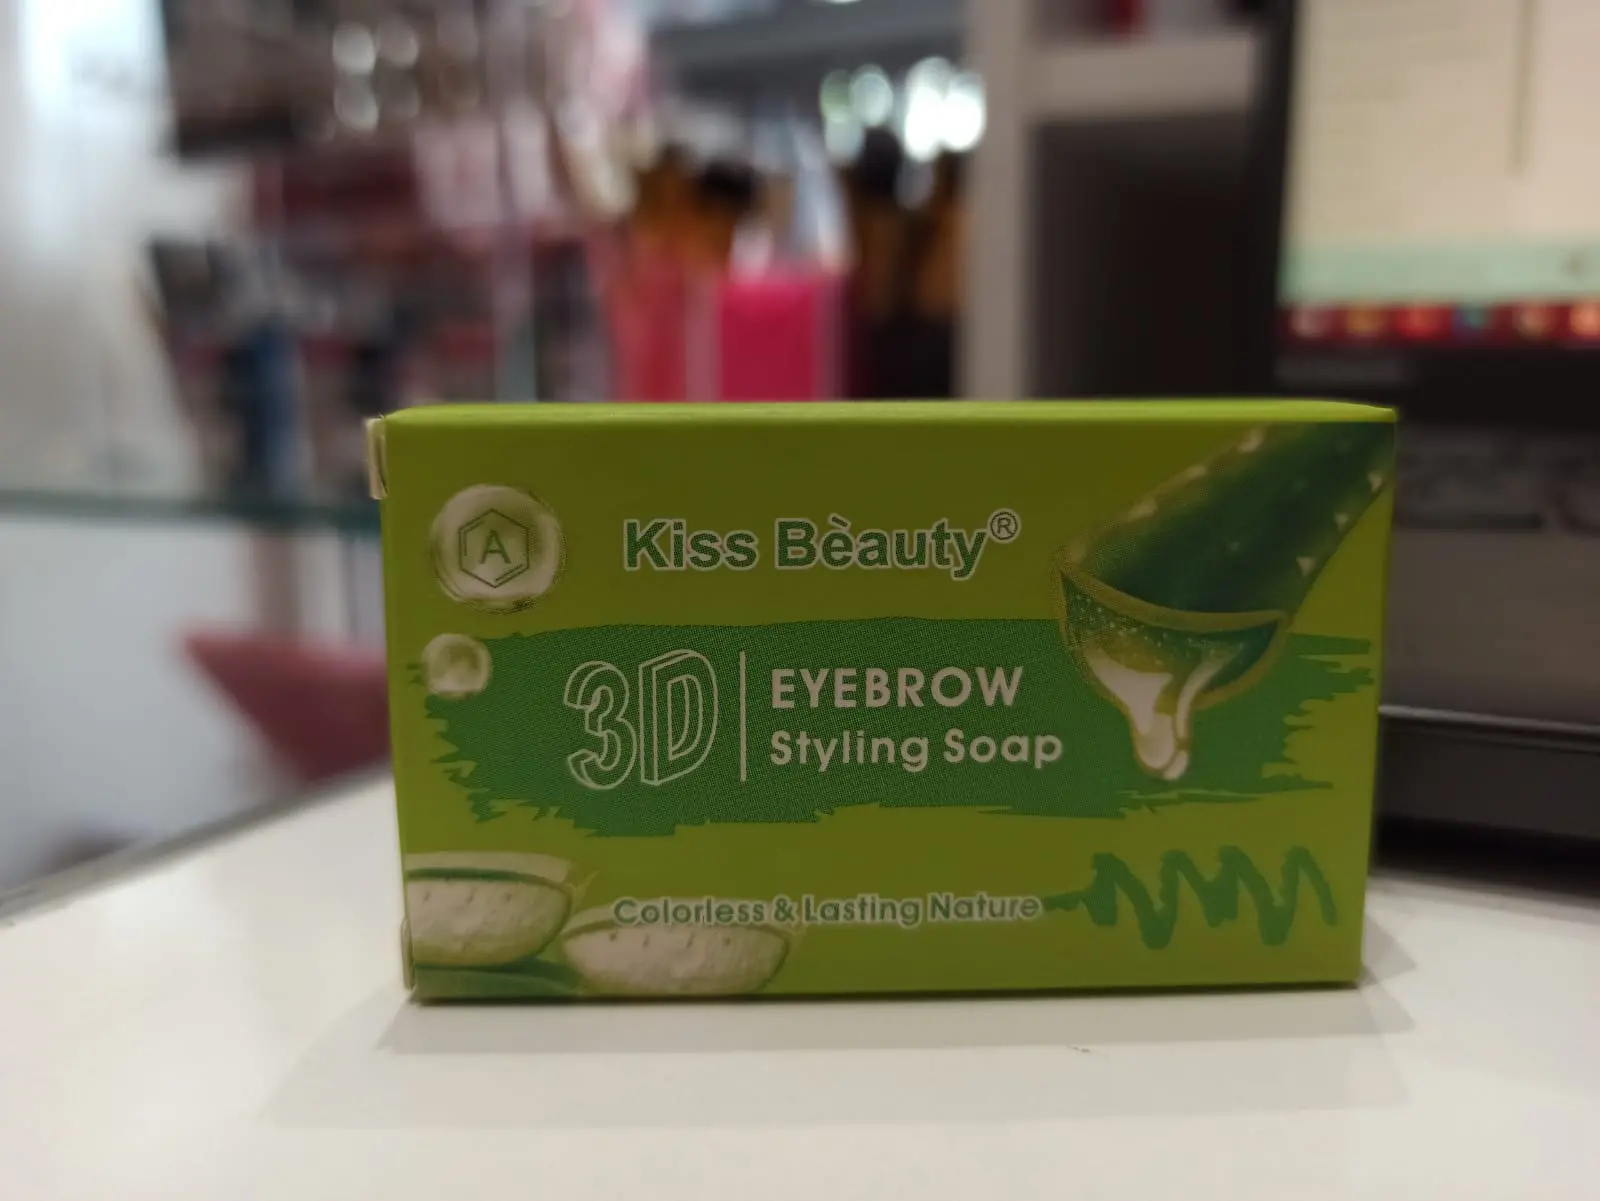 A
Kiss Bèauty®
3D
EYEBROW
Styling Soap
Colorless & Lasting Nature